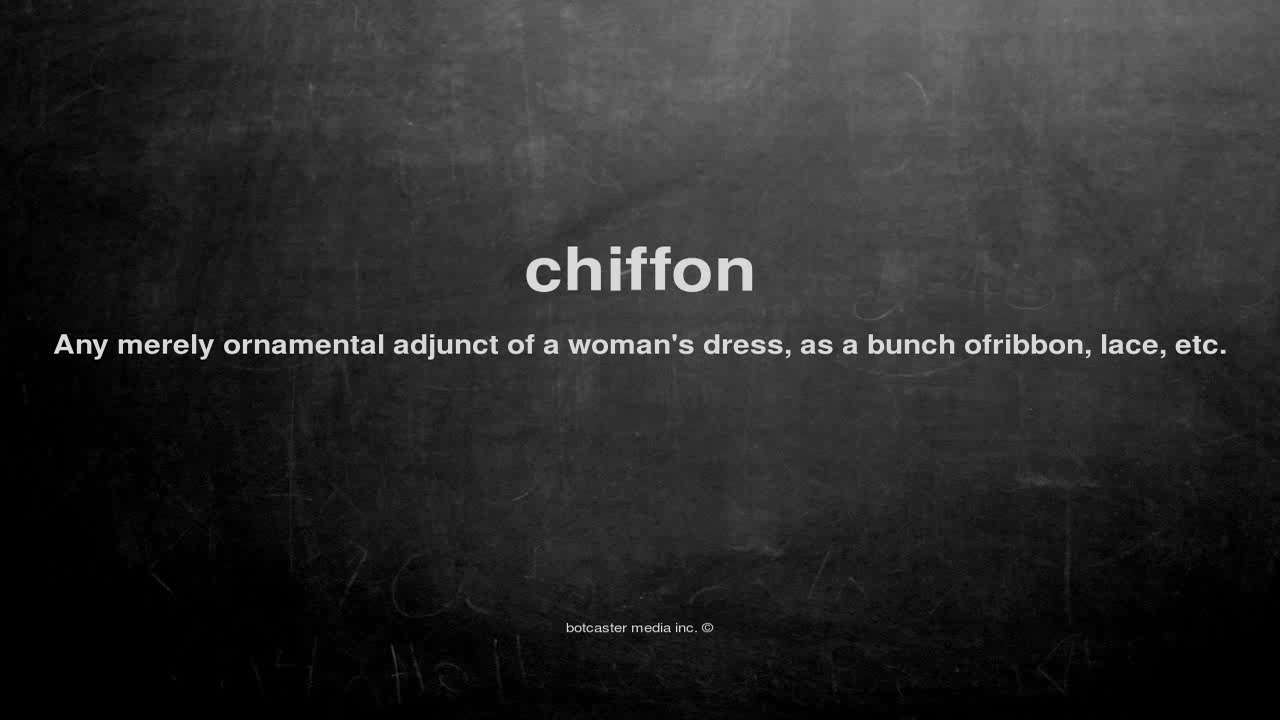 chiffon
Any merely ornamental adjunct of a woman's dress, as a bunch ofribbon, lace, etc.
botcaster media inc. ©